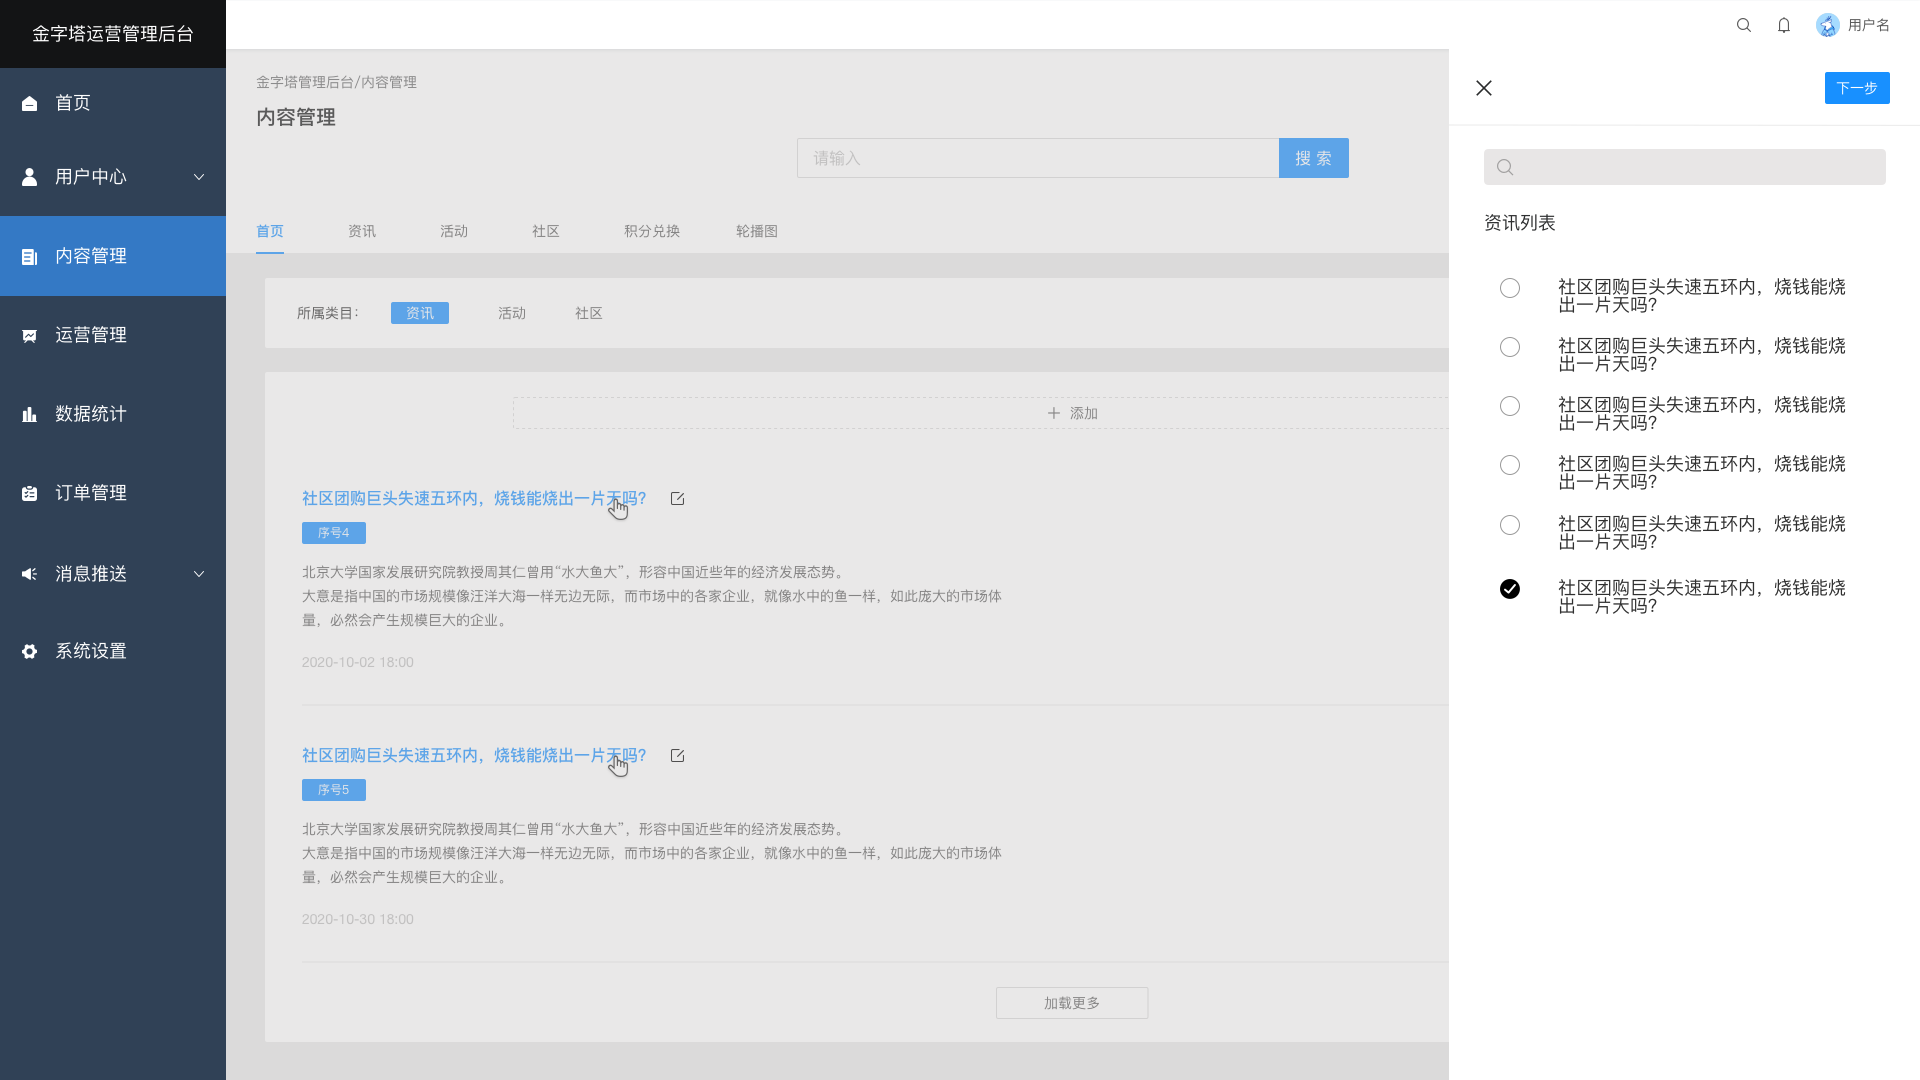 金字塔运营管理后台
首页
用户中心
内容管理
运营管理
数据统计
订单管理
消息推送
系统设置
用户名
金字塔管理后台/内容管理
内容管理
请输入
搜 索
首页 资讯 活动 社区 积分兑换 轮播图
所属类目: 资讯 活动 社区
添加
社区团购巨头失速五环内，烧钱能烧出一片天吗?
序号4
北京大学国家发展研究院教授周其仁曾用“水大鱼大”，形容中国近些年的经济发展态势。
大意是指中国的市场规模像汪洋大海一样无边无际，而市场中的各家企业，就像水中的鱼一样，如此庞大的市场体
量，必然会产生规模巨大的企业。
2020-10-02 18:00
社区团购巨头失速五环内，烧钱能烧出一片天吗?
序号5
北京大学国家发展研究院教授周其仁曾用“水大鱼大”，形容中国近些年的经济发展态势。
大意是指中国的市场规模像汪洋大海一样无边无际，而市场中的各家企业，就像水中的鱼一样，如此庞大的市场体
量，必然会产生规模巨大的企业。
2020-10-30 18:00
加载更多
下一步
资讯列表
社区团购巨头失速五环内，烧钱能烧
出一片天吗?
社区团购巨头失速五环内，烧钱能烧
出一片天吗?
社区团购巨头失速五环内，烧钱能烧
出一片天吗?
社区团购巨头失速五环内，烧钱能烧
出一片天吗?
社区团购巨头失速五环内，烧钱能烧
出一片天吗?
社区团购巨头失速五环内，烧钱能烧
出一片天吗?